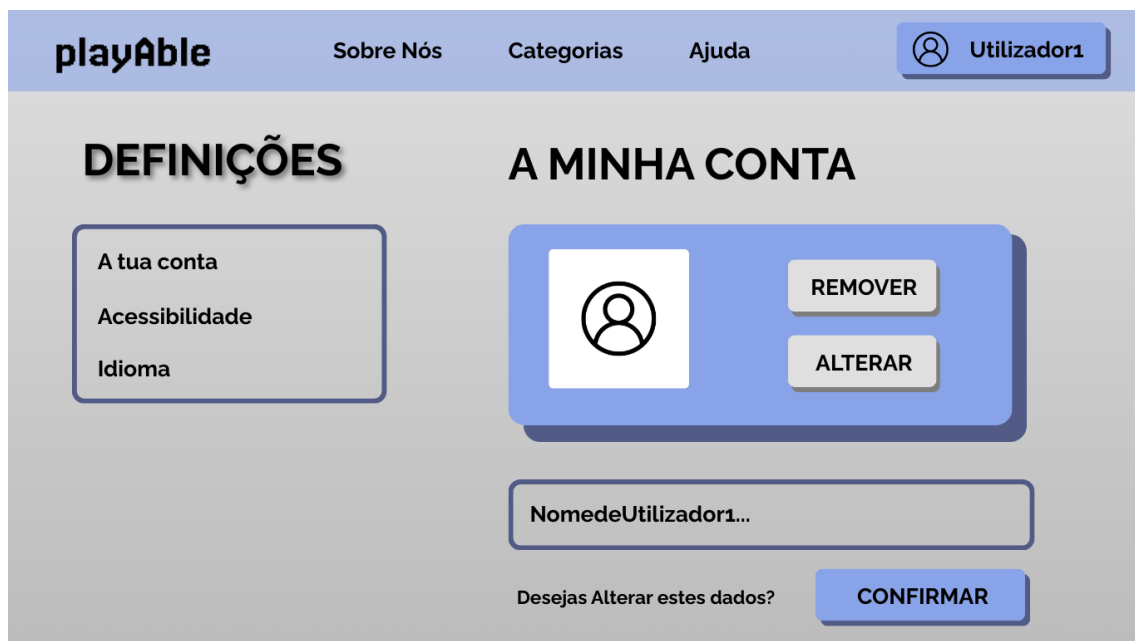 playAble
Sobre Nós
Categorias
Ajuda
Utilizador1
DEFINIÇÕES
A tua conta
Acessibilidade
Idioma
A MINHA CONTA
REMOVER
ALTERAR
NomedeUtilizador1...
Desejas Alterar estes dados?
CONFIRMAR